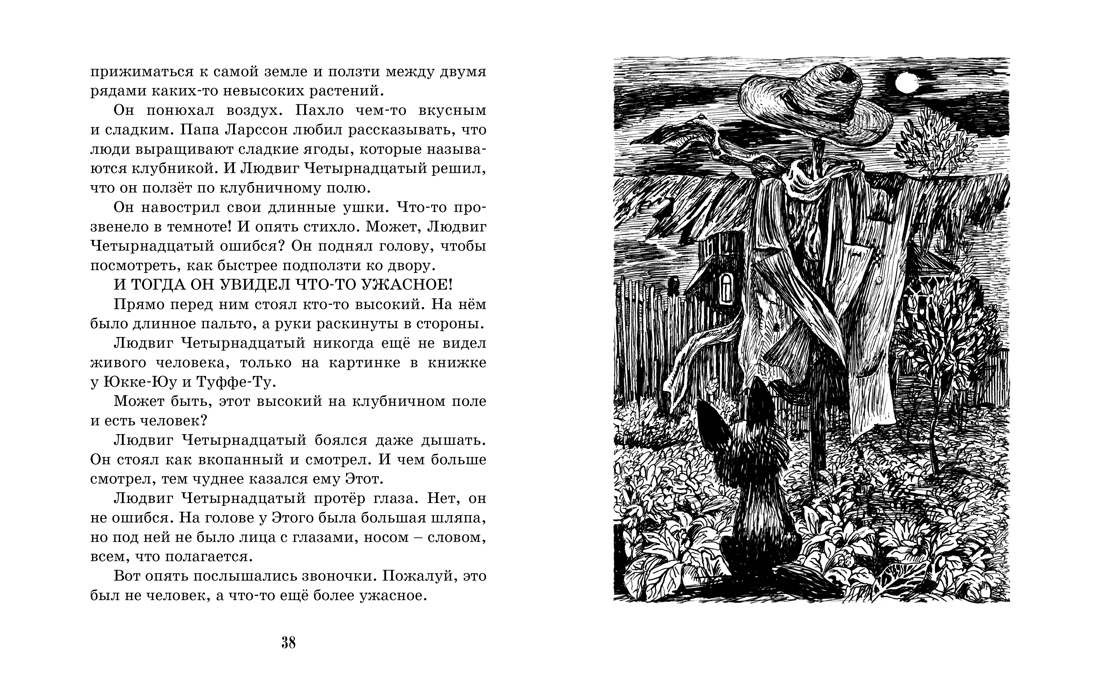 прижиматься к самой земле и ползти между двумя
рядами каких-то невысоких растений.
Он понюхал воздух. Пахло чем-то вкусным
и сладким. Папа Ларссон любил рассказывать, что
люди выращивают сладкие ягоды, которые называ-
ются клубникой. И Людвиг Четырнадцатый решил,
что он ползёт по клубничному полю.
Он навострил свои длинные ушки. Что-то про-
звенело в темноте! И опять стихло. Может, Людвиг
Четырнадцатый ошибся? Он поднял голову, чтобы
посмотреть, как быстрее подползти ко двору.
И ТОГДА ОН УВИДЕЛ ЧТО-ТО УЖАСНОЕ!
Прямо перед ним стоял кто-то высокий. На нём
было длинное пальто, а руки раскинуты в стороны.
Людвиг Четырнадцатый никогда ещё не видел
живого человека, только на картинке в книжке
у Юкке-Юу и Туффе-Ту.
Может быть, этот высокий на клубничном поле
и есть человек?
Людвиг Четырнадцатый боялся даже дышать.
Он стоял как вкопанный и смотрел. И чем больше
смотрел, тем чуднее казался ему Этот.
Людвиг Четырнадцатый протёр глаза. Нет, он
не ошибся. На голове у Этого была большая шляпа,
но под ней не было лица с глазами, носом – словом,
всем, что полагается.
Вот опять послышались звоночки. Пожалуй, это
был не человек, а что-то ещё более ужасное.
38